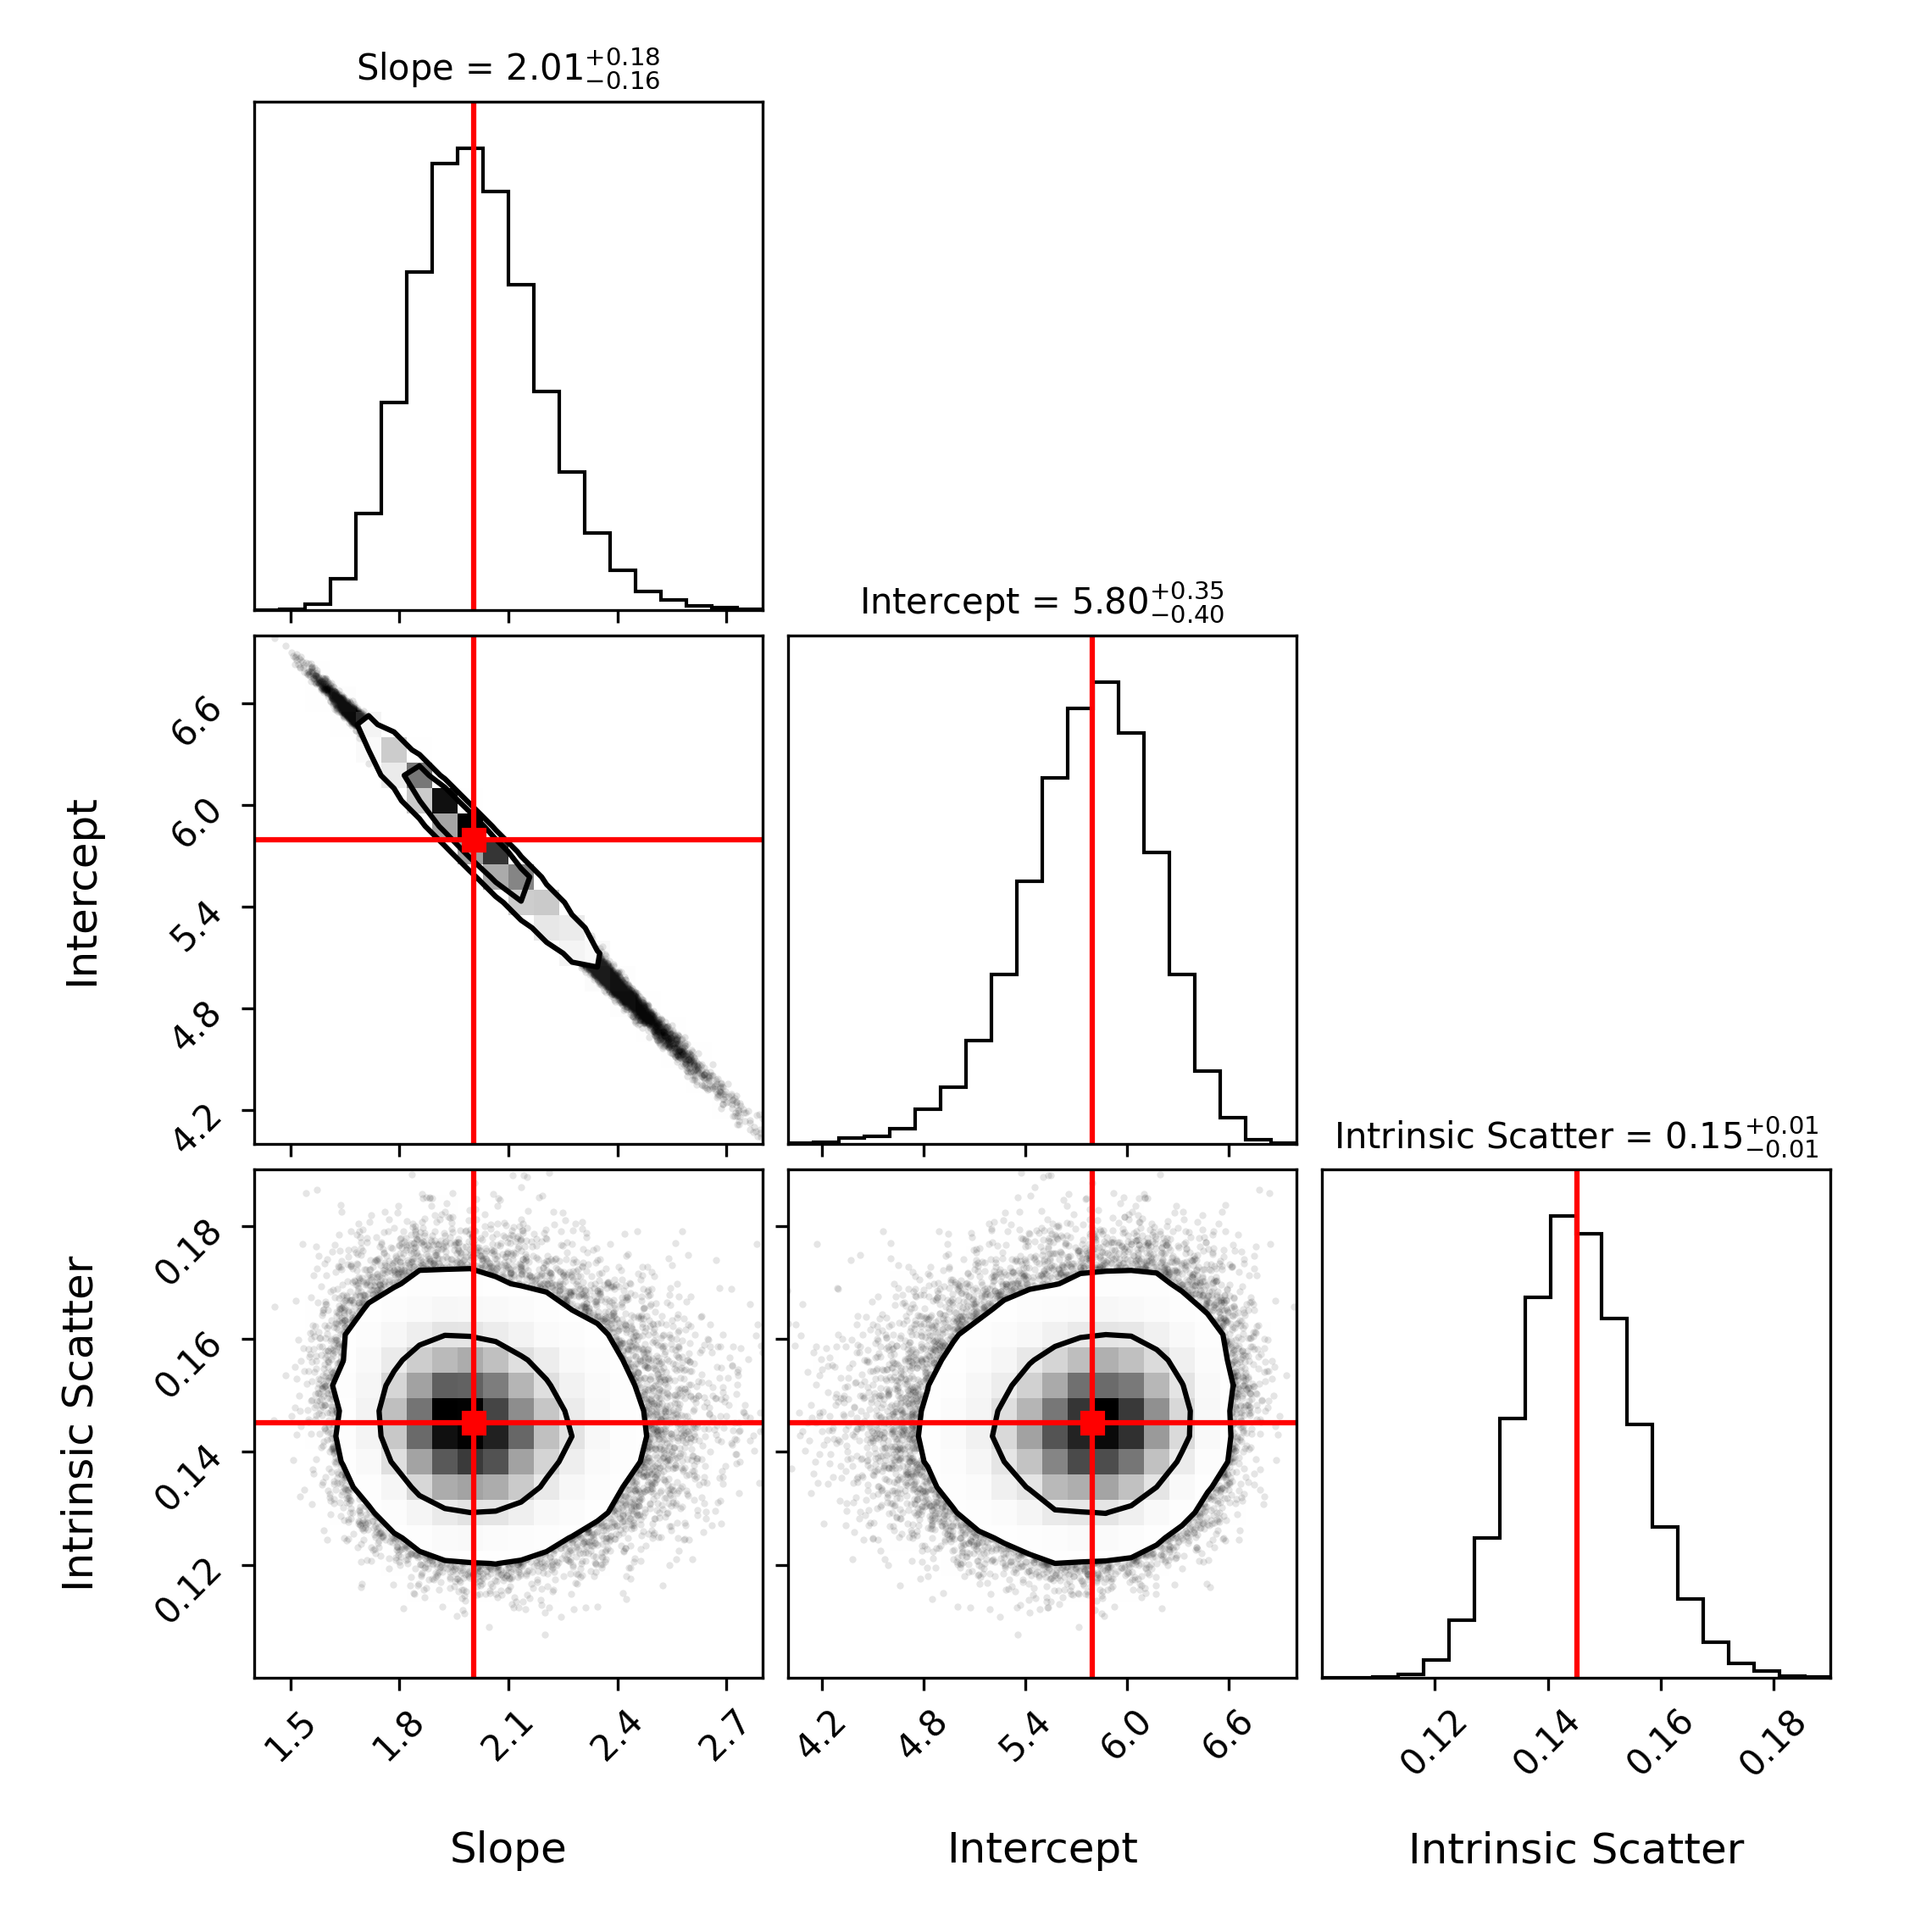 Slope = 2.01 +0.18 −0.16
Intercept = 5.80 +0.35 −0.40
Intercept
6.6
6.0
5.4
4.8
4.2
Intrinsic Scatter = 0.15 +0.01 −0.01
Intrinsic Scatter
0.18
0.16
0.14
0.12
1.5 1.8 2.1 2.4 2.7 4.2 4.8 5.4 6.0 6.6 0.12 0.14 0.16 0.18
Slope Intercept Intrinsic Scatter